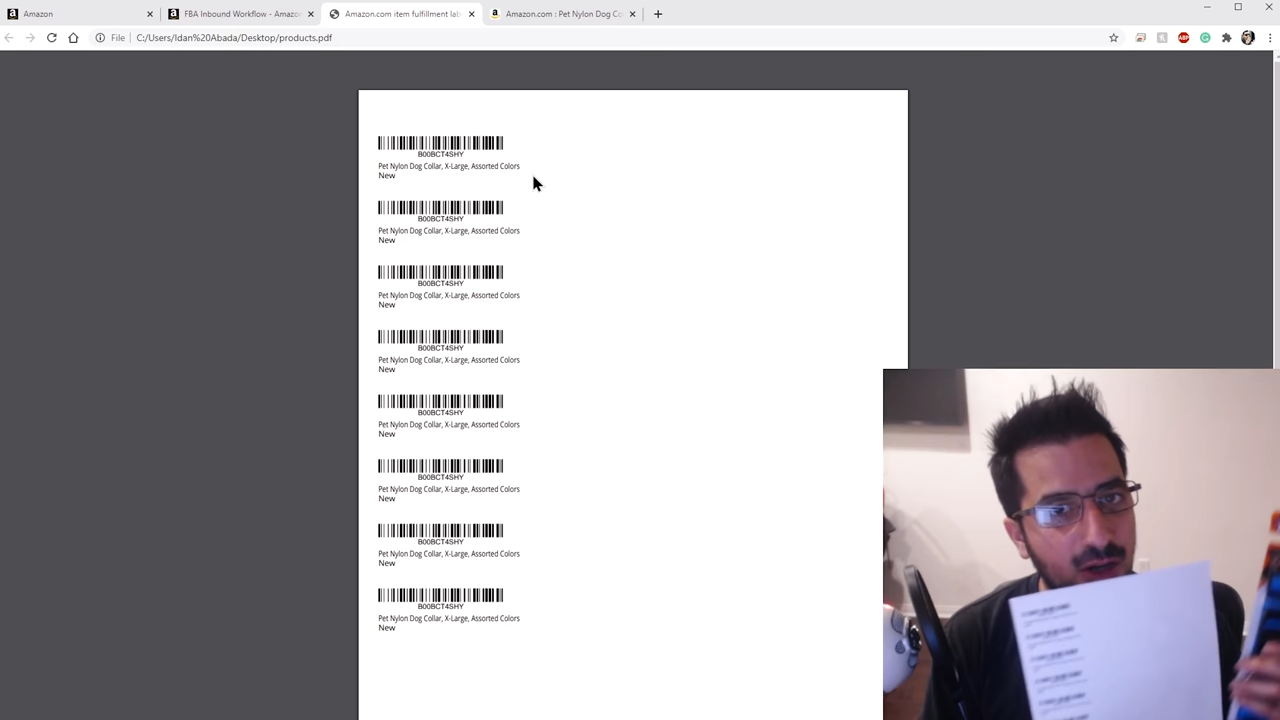 Amazon
FBA Inbound Workflow - Amazon
Amazon.com item fulfillment lab
Amazon.com : Pet Nylon Dog Co
File
C:/Users/Idan%20Abada/Desktop/products.pdf
ABP
B00BCT4SHY
Pet Nylon Dog Collar, X-Large, Assorted Colors
New
B00BCT4SHY
Pet Nylon Dog Collar, X-Large, Assorted Colors
New
B00BCT4SHY
Pet Nylon Dog Collar, X-Large, Assorted Colors
New
B00BCT4SHY
Pet Nylon Dog Collar, X-Large, Assorted Colors
New
B00BCT4SHY
Pet Nylon Dog Collar, X-Large, Assorted Colors
New
B00BCT4SHY
Pet Nylon Dog Collar, X-Large, Assorted Colors
New
B00BCT4SHY
Pet Nylon Dog Collar, X-Large, Assorted Colors
New
B00BCT4SHY
Pet Nylon Dog Collar, X-Large, Assorted Colors
New